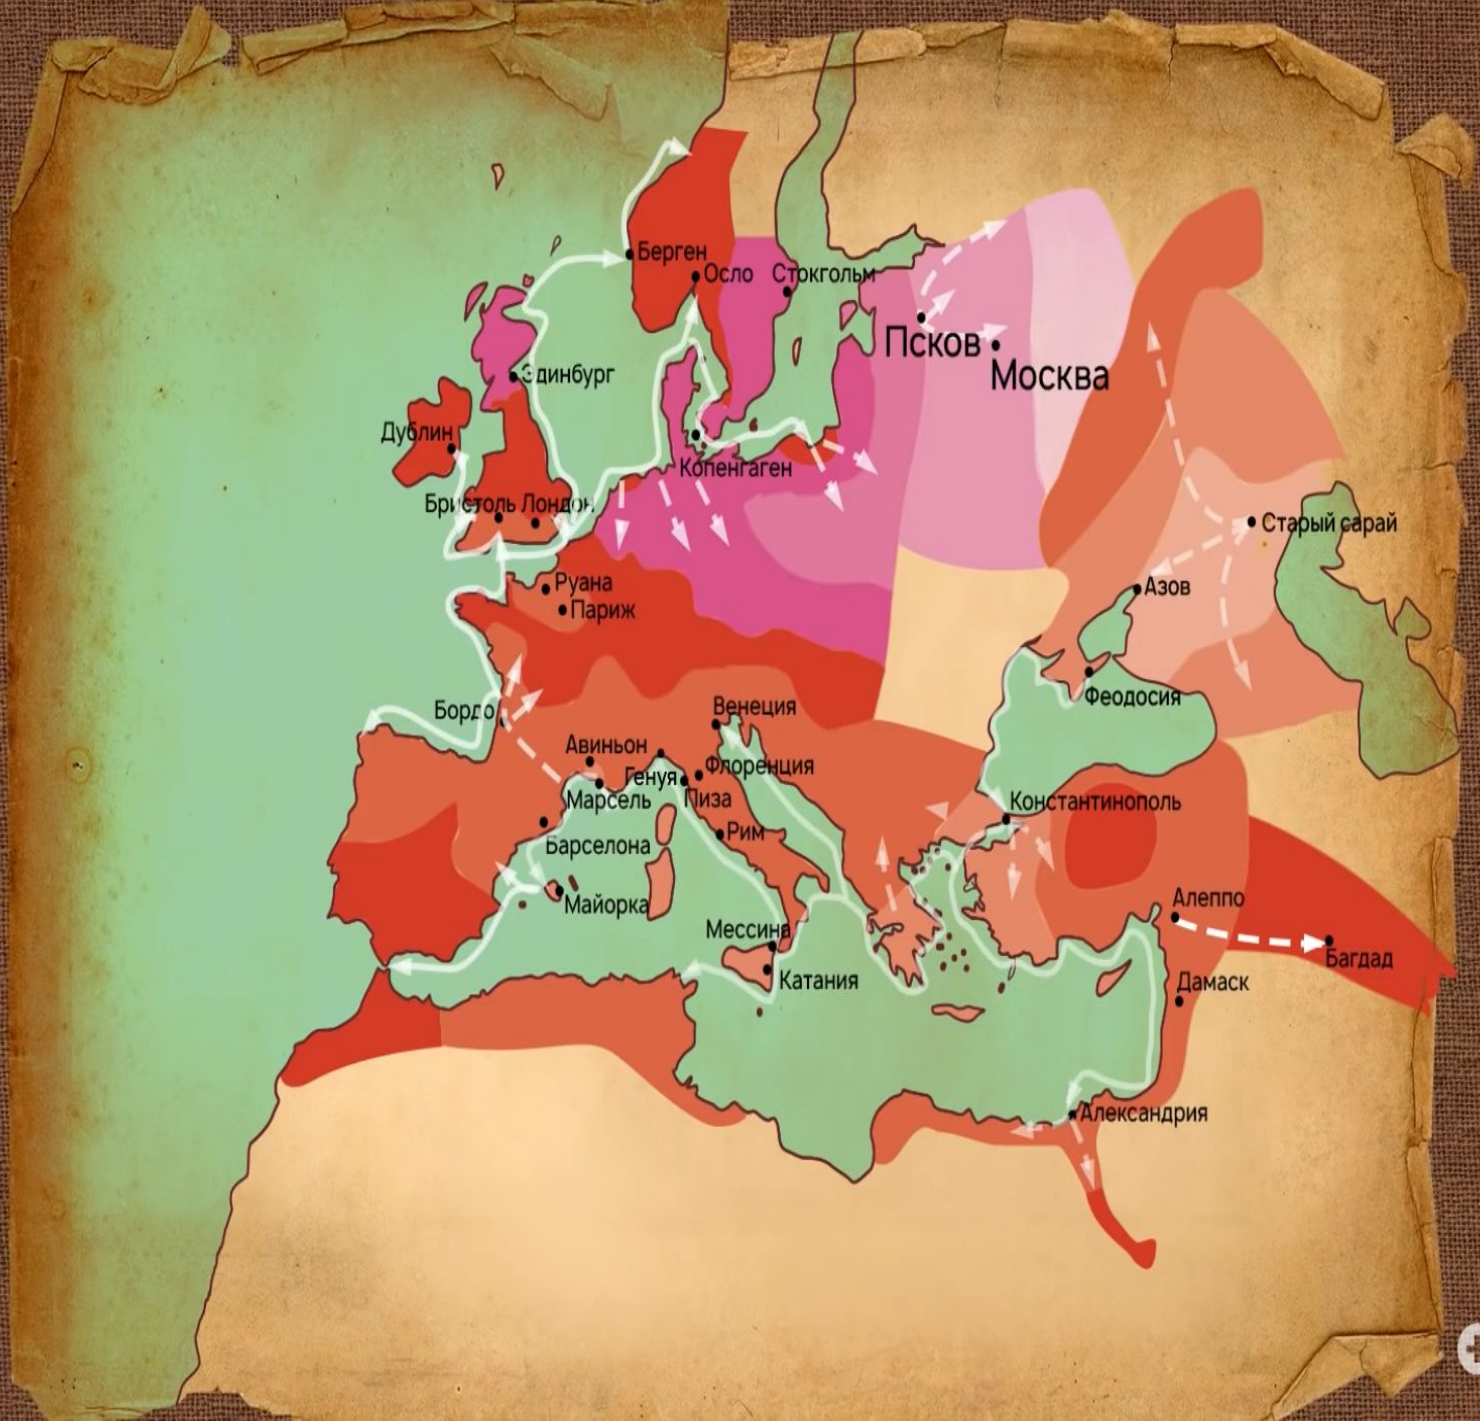 Берген
Осло
Стокгольм
Псков
Москва
Эдинбург
Дублин
Копенгаген
Бристоль
Лондон
Старый сарай
Руана
Париж
Азов
Феодосия
Бордо
Венеция
Авиньон
Генуя
Флоренция
Марсель
Пиза
Константинополь
Рим
Барселона
Майорка
Алеппо
Мессина
Багдад
Катания
Дамаск
Александрия